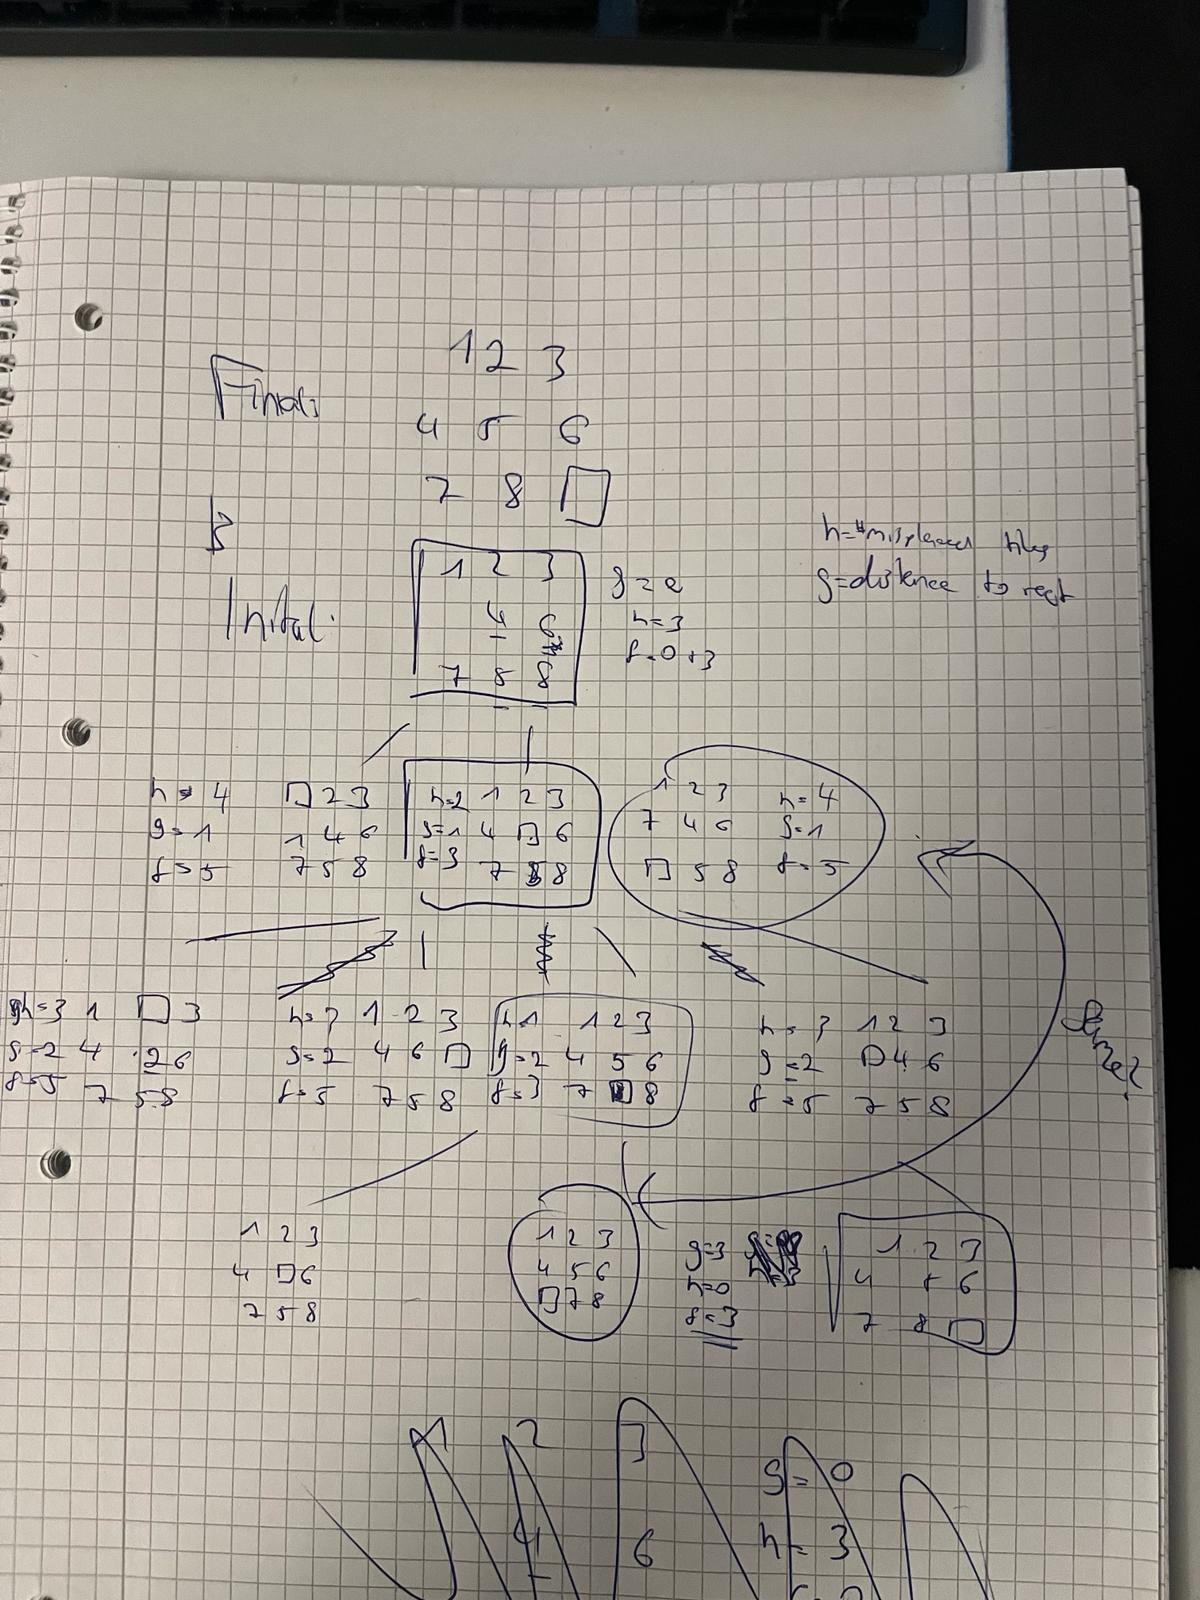 1 2 3
Final:
4 5 6
7 8 □
h=#misplaced tiles
Inital:
1 2 3
g=distance to root
4 6
h=3
7 5 8
f=0+3
h=4 □ 2 3
g=1 1 4 6
f=5 7 5 8
h=2 1 2 3
g=1 4 □ 6
f=3 7 5 8
1 2 3 h=4
7 4 6 g=1
□ 5 8 f=5
h=3 1 □ 3
g=2 4 2 6
f=5 7 5 8
h=3 1 2 3
g=2 4 6 □
f=5 7 5 8
h=1 1 2 3
g=2 4 5 6
f=3 7 □ 8
h=3 1 2 3
g=2 □ 4 6
f=5 7 5 8
1 2 3
4 □ 6
7 5 8
1 2 3
4 5 6
□ 7 8
g=3
h=0
f=3
1 2 3
4 5 6
7 8 □
1 2 3
g=0
4 6 h=3